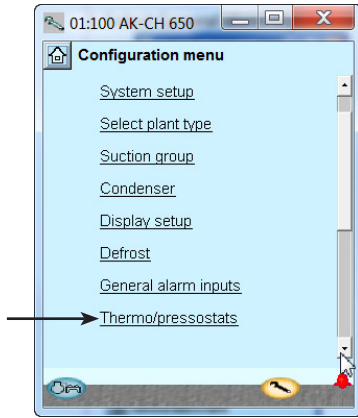 01:100 AK-CH 650
Configuration menu
System setup
Select plant type
Suction group
Condenser
Display setup
Defrost
General alarm inputs
Thermo/pressostats